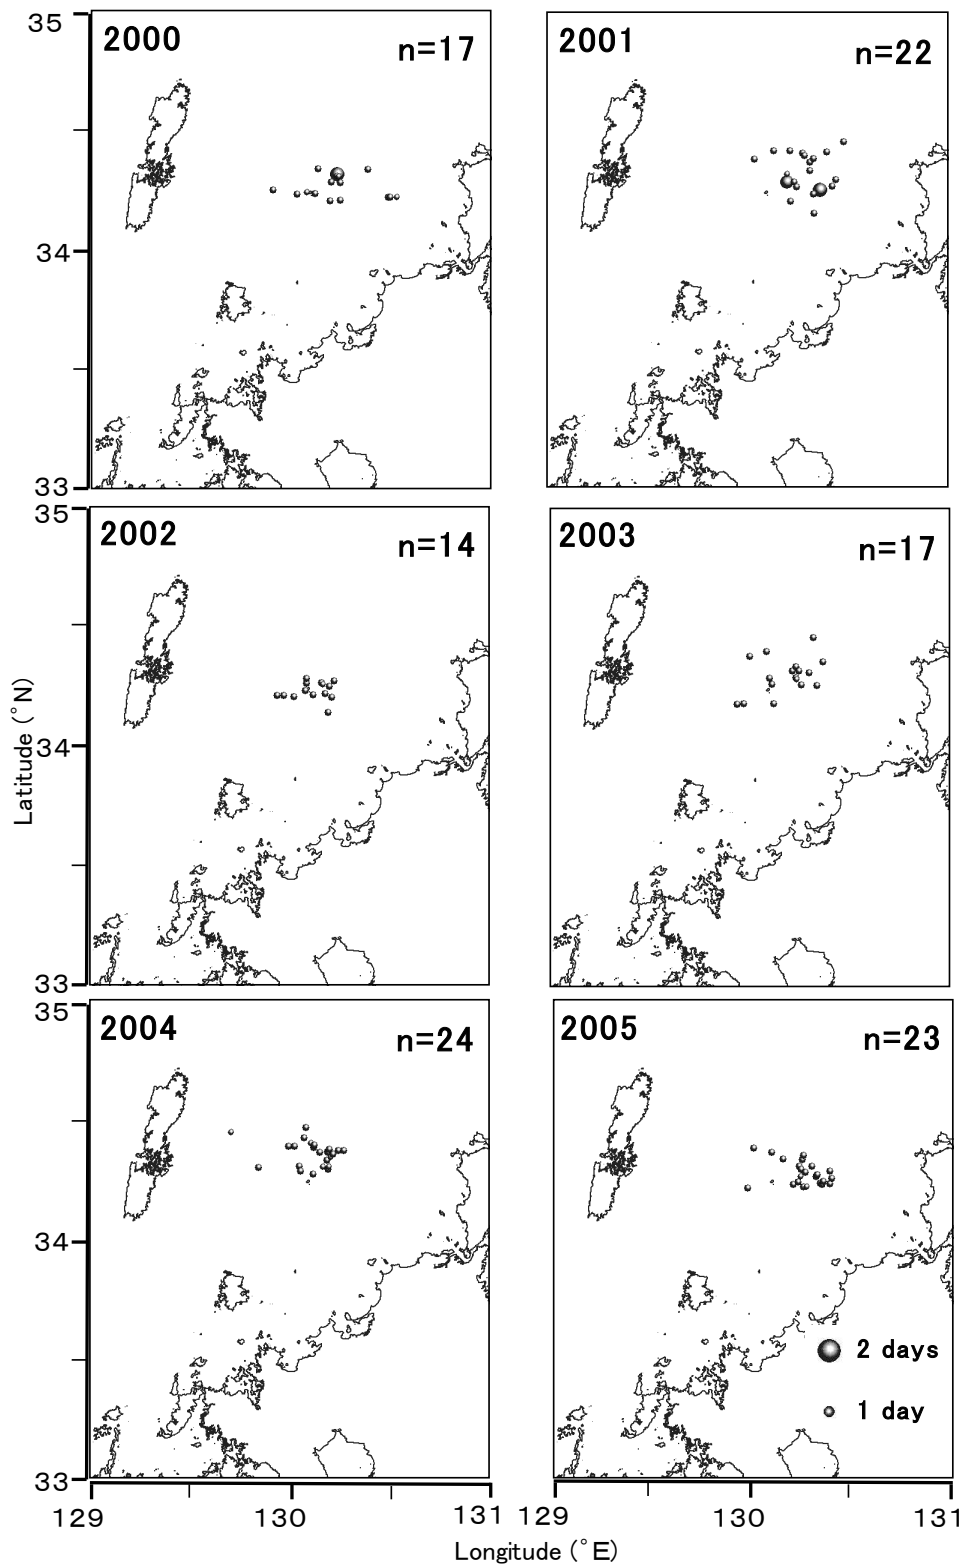 35
2000
n=17
2001
n=22
34
33
35
2002
n=14
2003
n=17
Latitude (°N)
34
33
35
2004
n=24
2005
n=23
34
2 days
1 day
33
129
130
131
129
130
131
Longitude (°E)